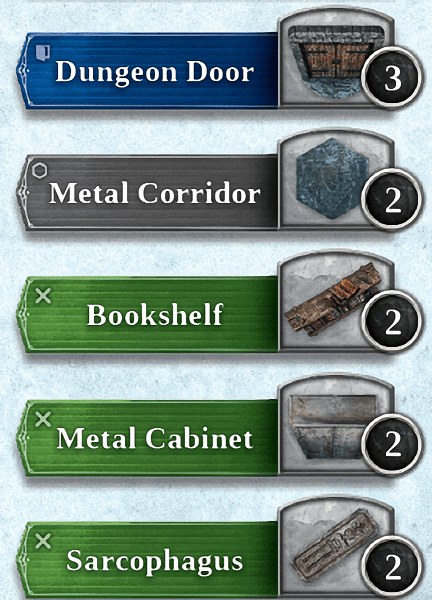 Dungeon Door 3
Metal Corridor 2
Bookshelf 2
Metal Cabinet 2
Sarcophagus 2